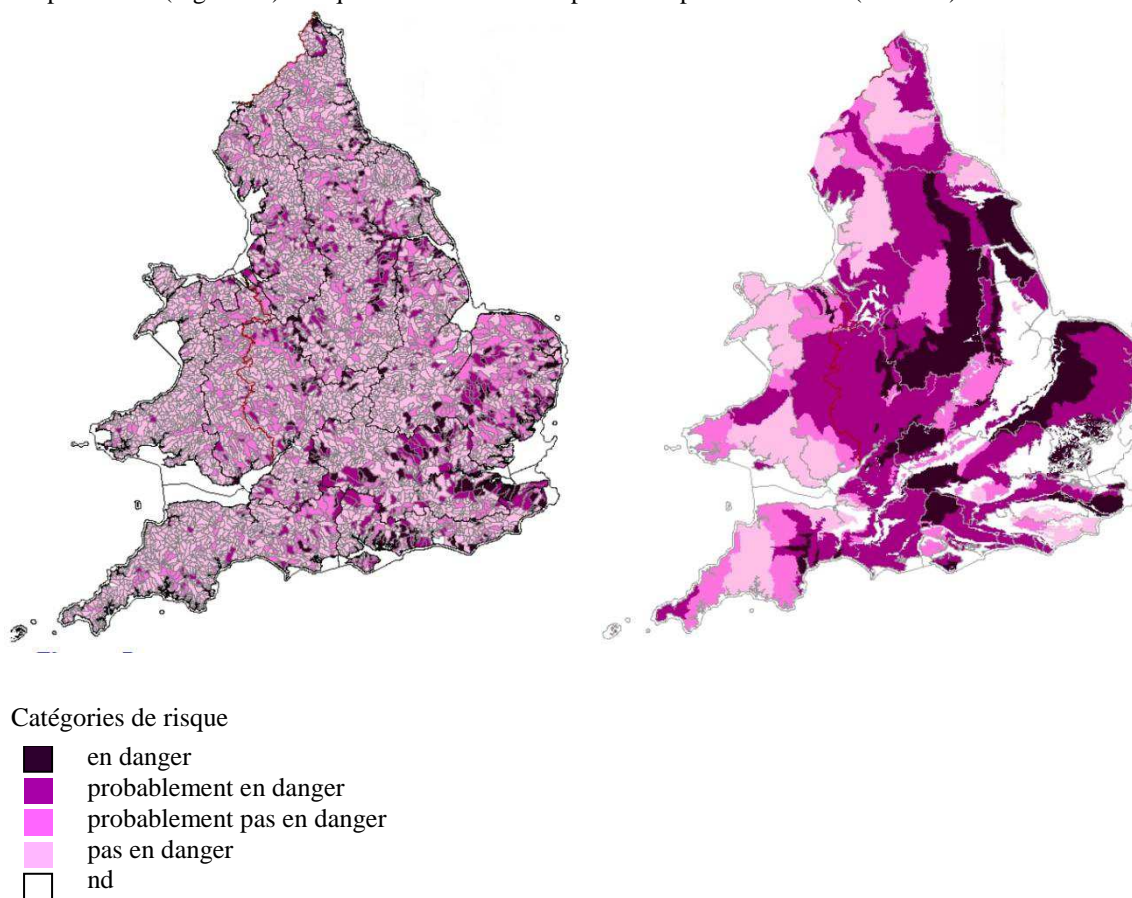 Catégories de risque
en danger
probablement en danger
probablement pas en danger
pas en danger
nd